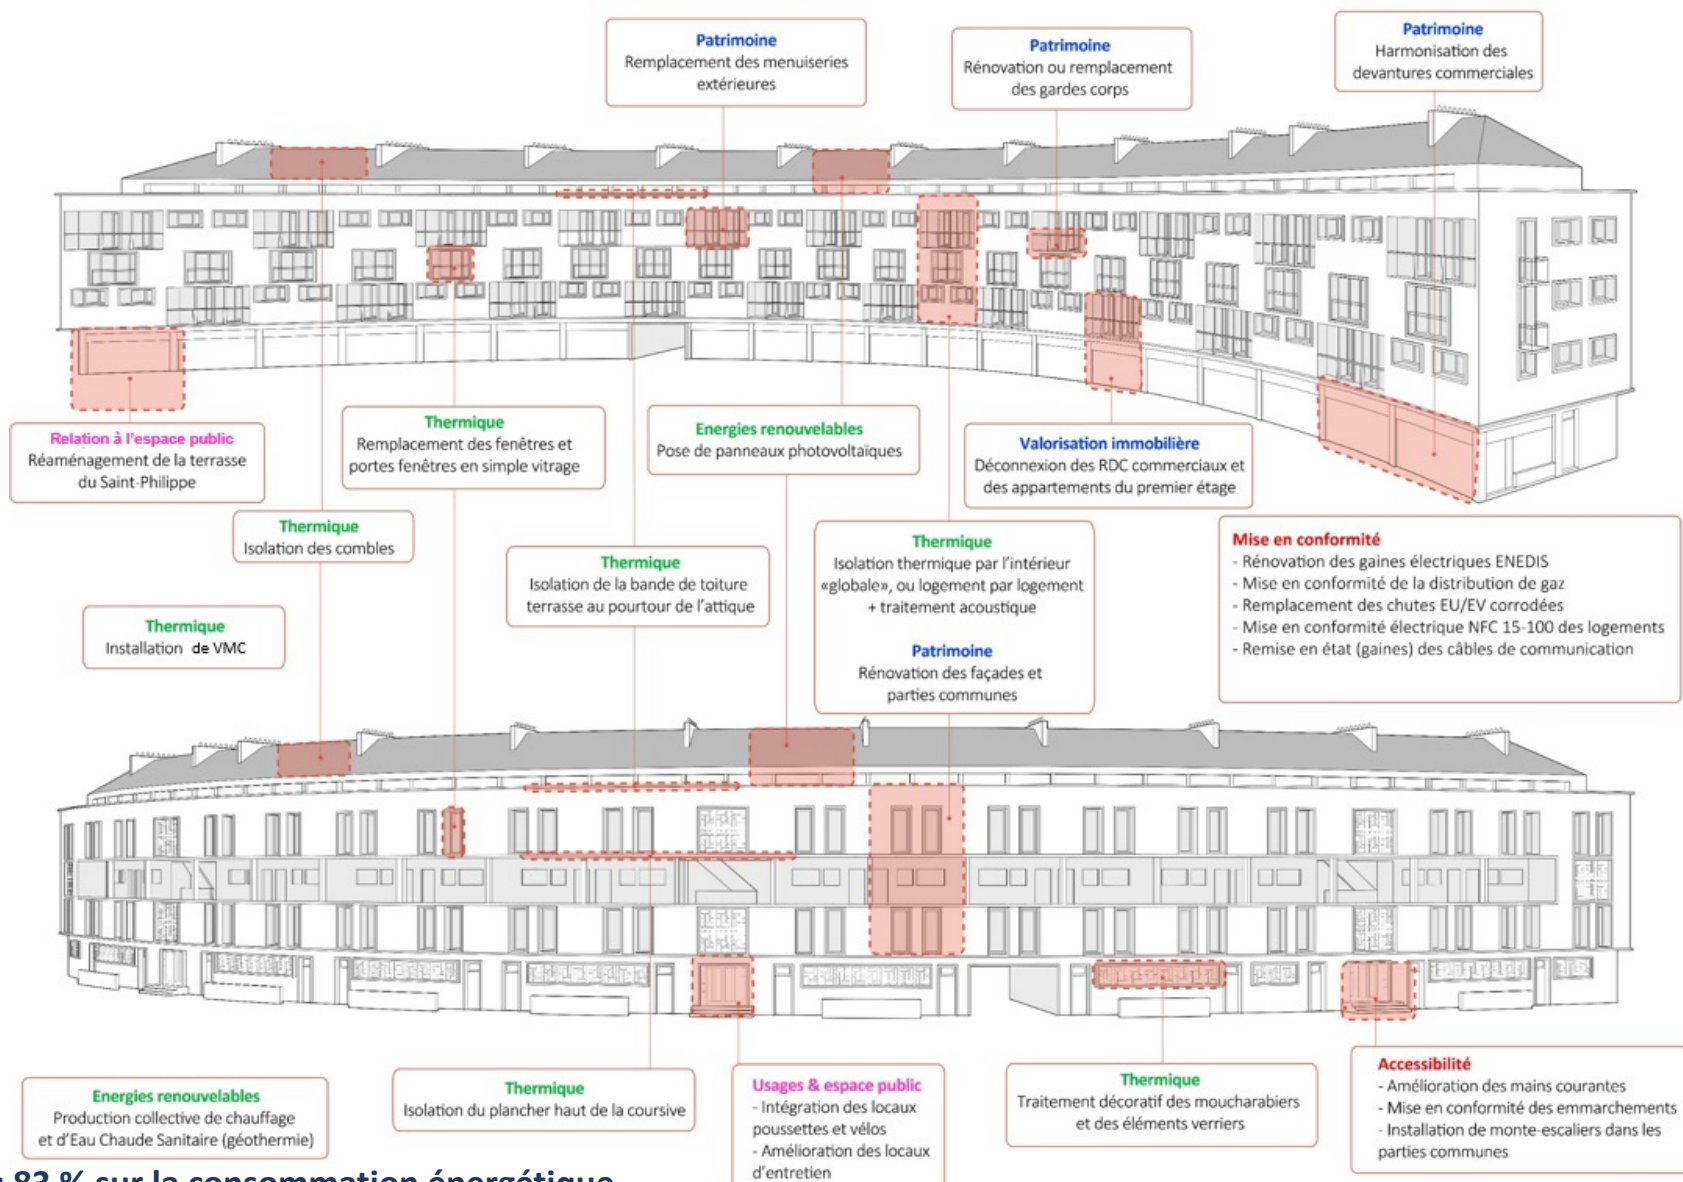 Patrimoine
Remplacement des menuiseries
extérieures
Patrimoine
Rénovation ou remplacement
des gardes corps
Patrimoine
Harmonisation des
devantures commerciales
Relation à l'espace public
Réaménagement de la terrasse
du Saint-Philippe
Thermique
Remplacement des fenêtres et
portes fenêtres en simple vitrage
Energies renouvelables
Pose de panneaux photovoltaïques
Valorisation immobilière
Déconnexion des RDC commerciaux et
des appartements du premier étage
Thermique
Isolation des combles
Thermique
Isolation de la bande de toiture
terrasse au pourtour de l'attique
Thermique
Isolation thermique par l'intérieur
«globale», ou logement par logement
+ traitement acoustique
Patrimoine
Rénovation des façades et
parties communes
Mise en conformité
- Rénovation des gaines électriques ENEDIS
- Mise en conformité de la distribution de gaz
- Remplacement des chutes EU/EV corrodées
- Mise en conformité électrique NFC 15-100 des logements
- Remise en état (gaines) des câbles de communication
Thermique
Installation de VMC
Energies renouvelables
Production collective de chauffage
et d'Eau Chaude Sanitaire (géothermie)
Thermique
Isolation du plancher haut de la coursive
Usages & espace public
- Intégration des locaux
poussettes et vélos
- Amélioration des locaux
d'entretien
Thermique
Traitement décoratif des moucharabiers
et des éléments verriers
Accessibilité
- Amélioration des mains courantes
- Mise en conformité des emmarchements
- Installation de monte-escaliers dans les
parties communes
: 83 % sur la consommation énergétique